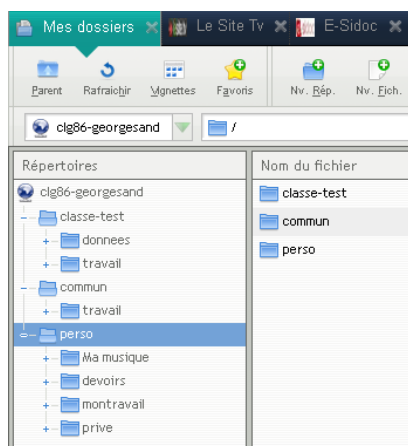 Mes dossiers Le Site Tv E-Sidoc
Parent Rafraichir Vignettes Favoris Nv. Rép. Nv. Fich.
clg86-georgesand /
Répertoires Nom du fichier
clg86-georgesand classe-test
classe-test commun
donnees perso
travail
commun
travail
perso
Ma musique
devoirs
montravail
prive